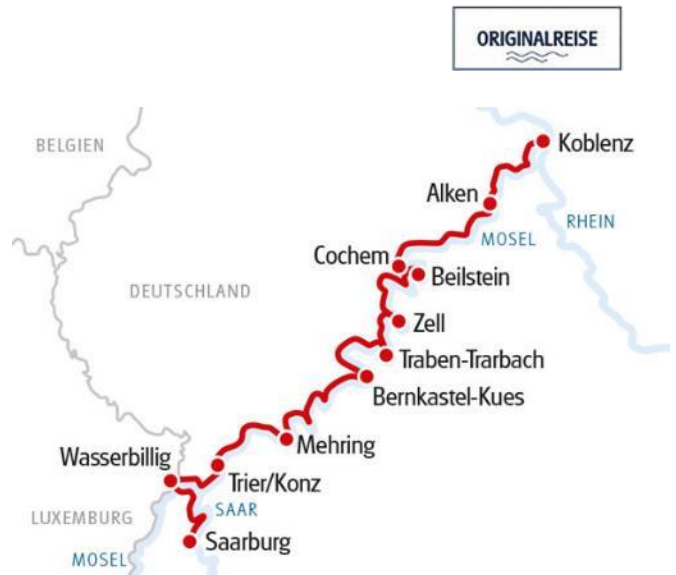 ORIGINALREISE
BELGIEN
Koblenz
Alken
RHEIN
MOSEL
Cochem
Beilstein
DEUTSCHLAND
Zell
Traben-Trarbach
Bernkastel-Kues
Mehring
Wasserbillig
Trier/Konz
LUXEMBURG
SAAR
Saarburg
MOSEL